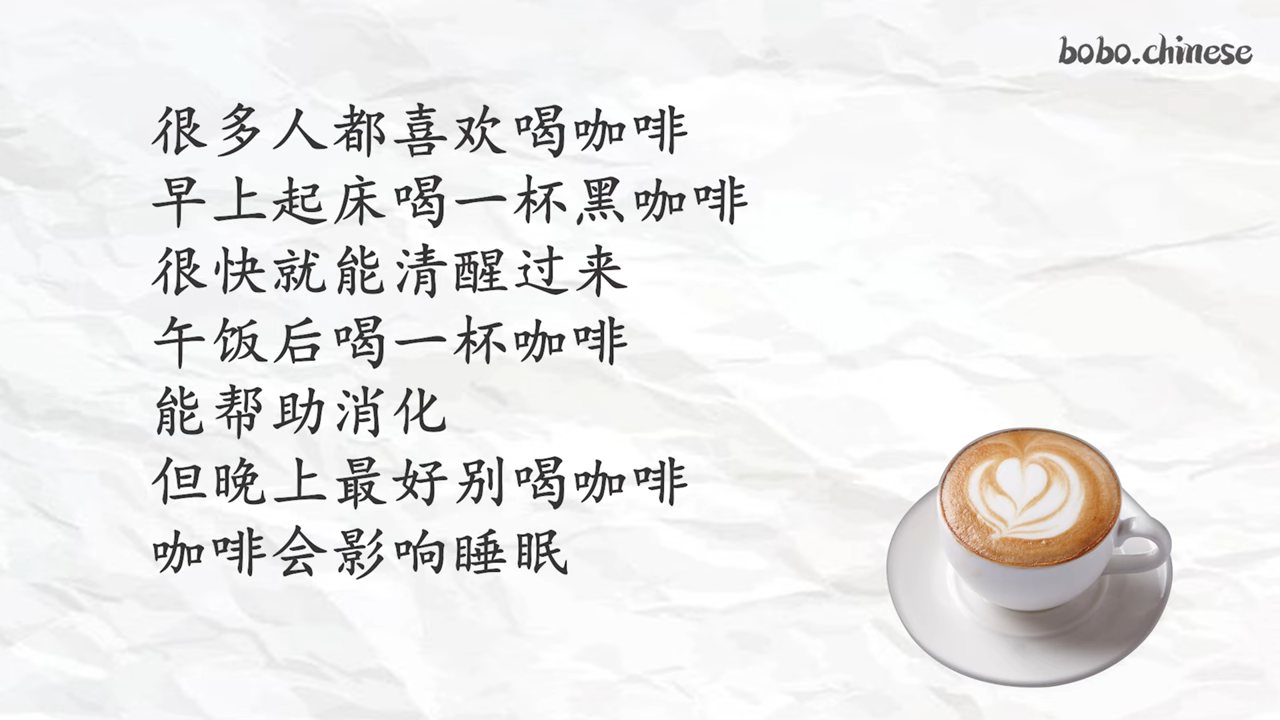 bobo.chinese
很多人都喜欢喝咖啡
早上起床喝一杯黑咖啡
很快就能清醒过来
午饭后喝一杯咖啡
能帮助消化
但晚上最好别喝咖啡
咖啡会影响睡眠